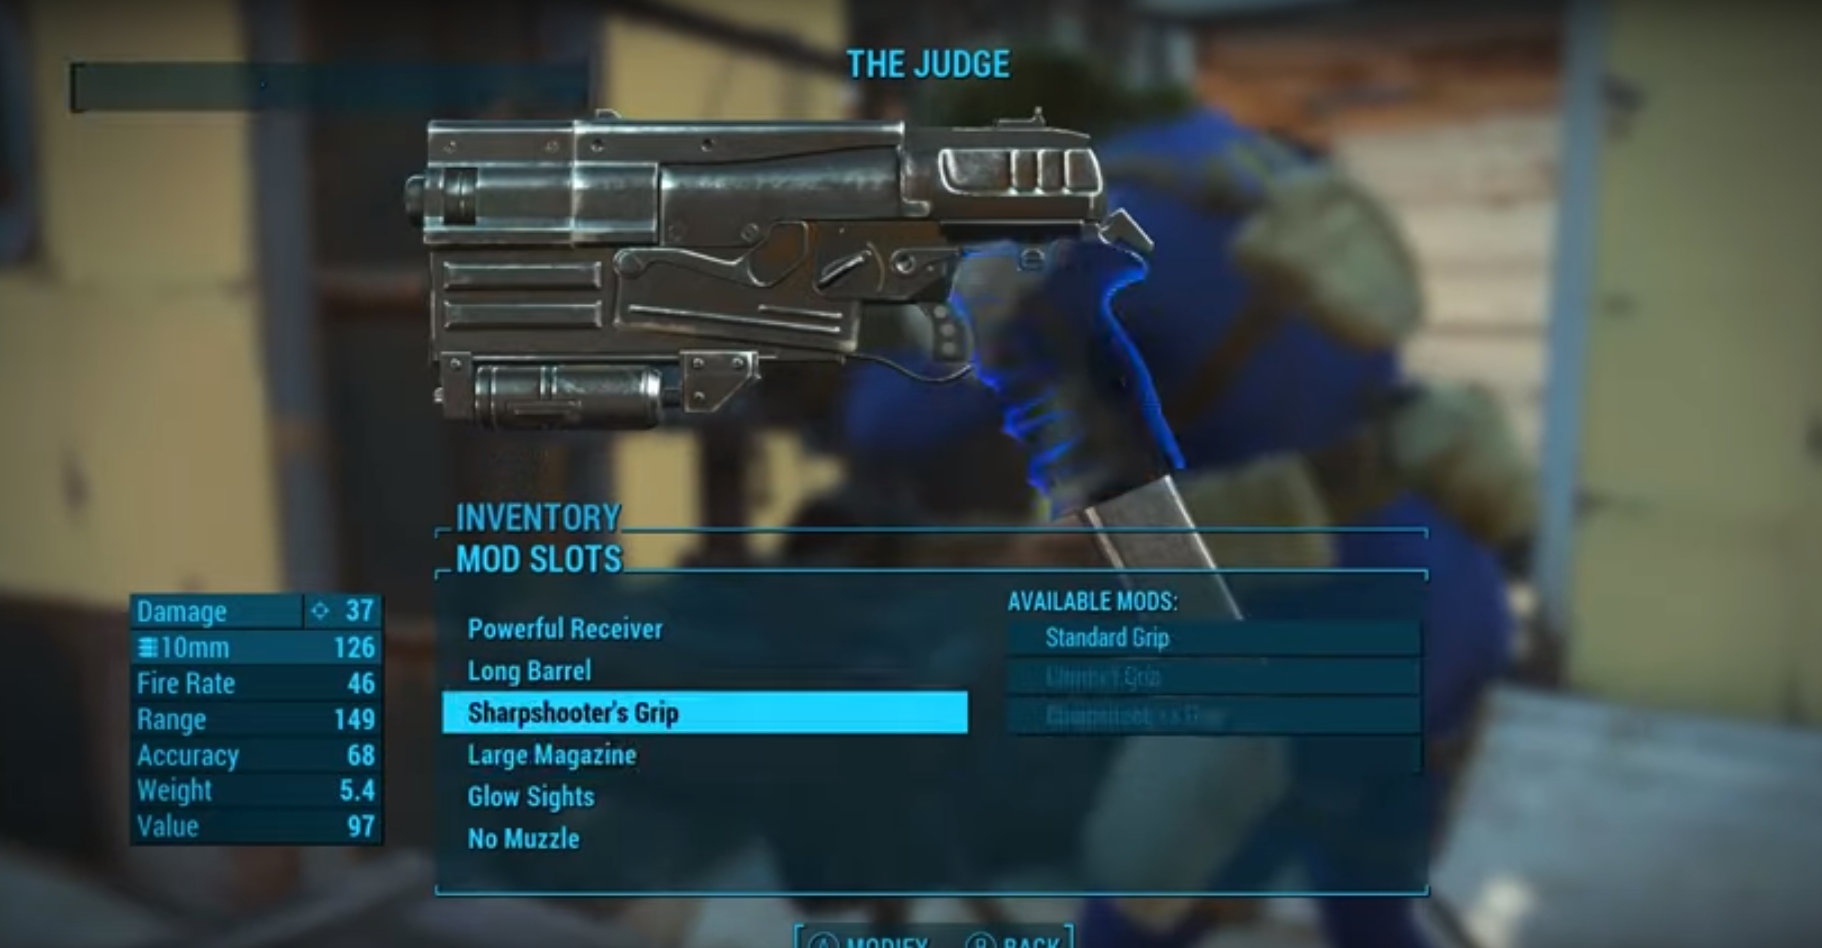 THE JUDGE
INVENTORY
MOD SLOTS
Damage 37
10mm 126
Fire Rate 46
Range 149
Accuracy 68
Weight 5.4
Value 97
Powerful Receiver
Long Barrel
Sharpshooter's Grip
Large Magazine
Glow Sights
No Muzzle
AVAILABLE MODS:
Standard Grip
Grip
MODIFY BACK